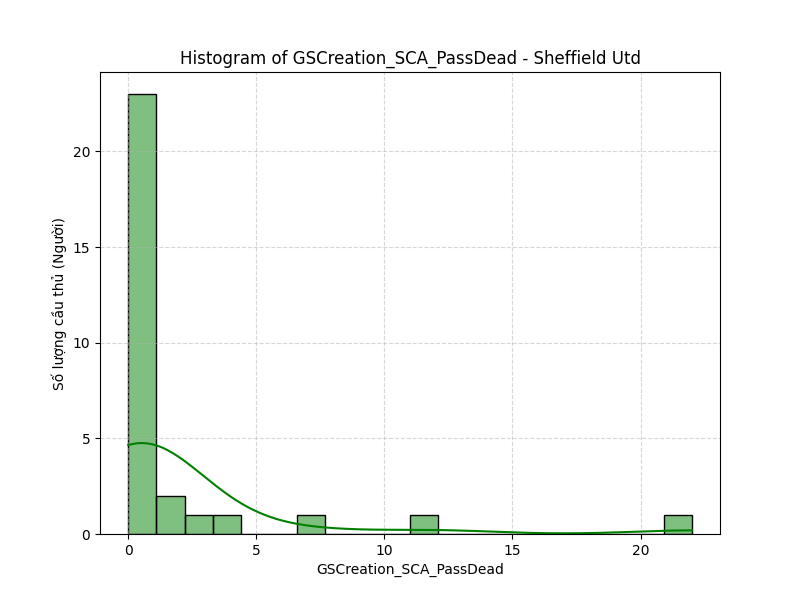 Histogram of GSCreation_SCA_PassDead - Sheffield Utd
Số lượng cầu thủ (Người)
20
15
10
5
0
0 5 10 15 20
GSCreation_SCA_PassDead